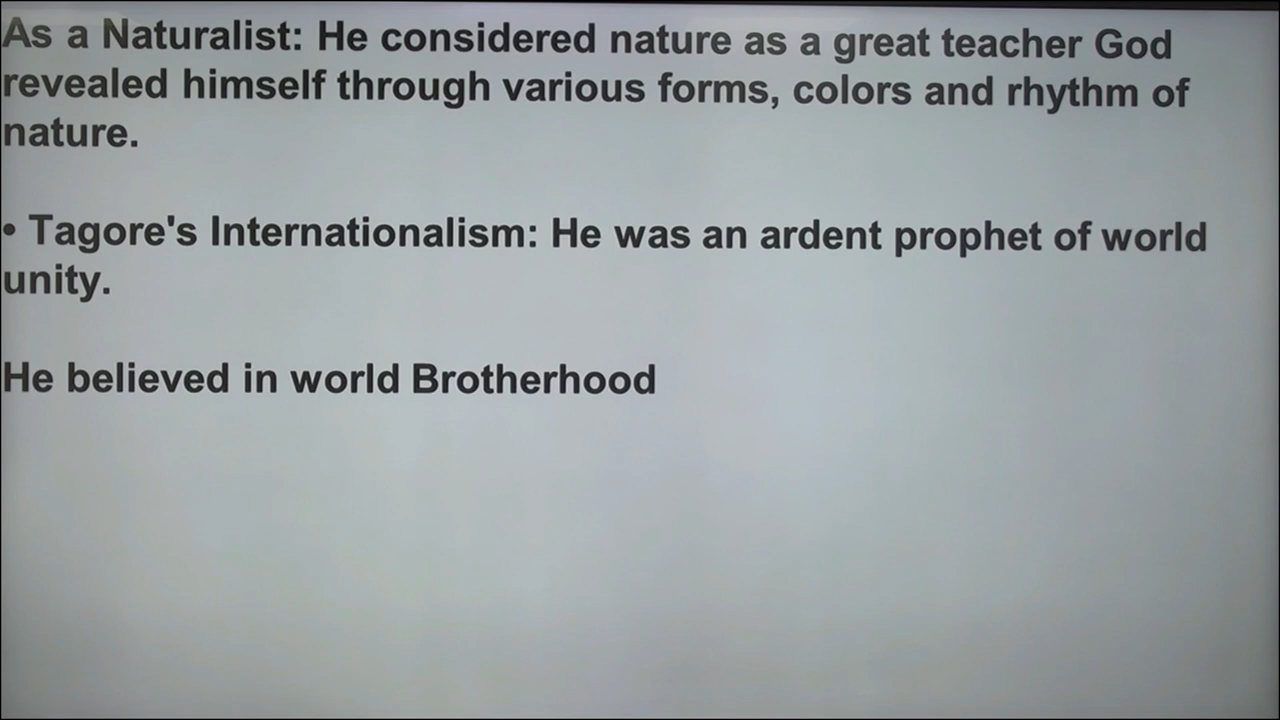 As a Naturalist: He considered nature as a great teacher God
revealed himself through various forms, colors and rhythm of
nature.
• Tagore's Internationalism: He was an ardent prophet of world
unity.
He believed in world Brotherhood